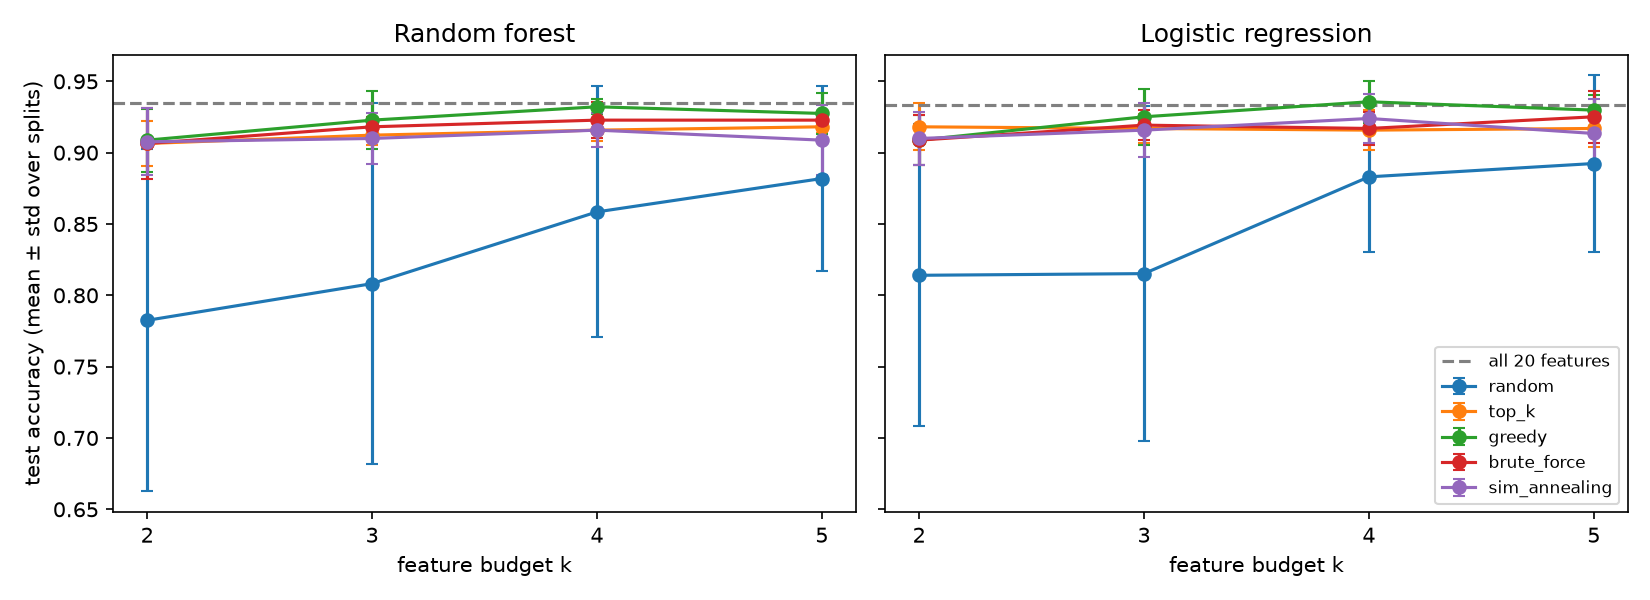 Random forest
Logistic regression
test accuracy (mean ± std over splits)
0.95
0.90
0.85
0.80
0.75
0.70
0.65
2 3 4 5
2 3 4 5
feature budget k
feature budget k
all 20 features
random
top_k
greedy
brute_force
sim_annealing